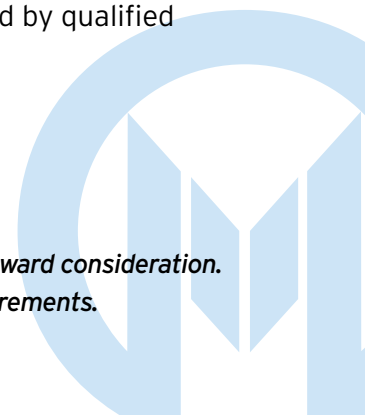 d by qualified
ward consideration.
rements.